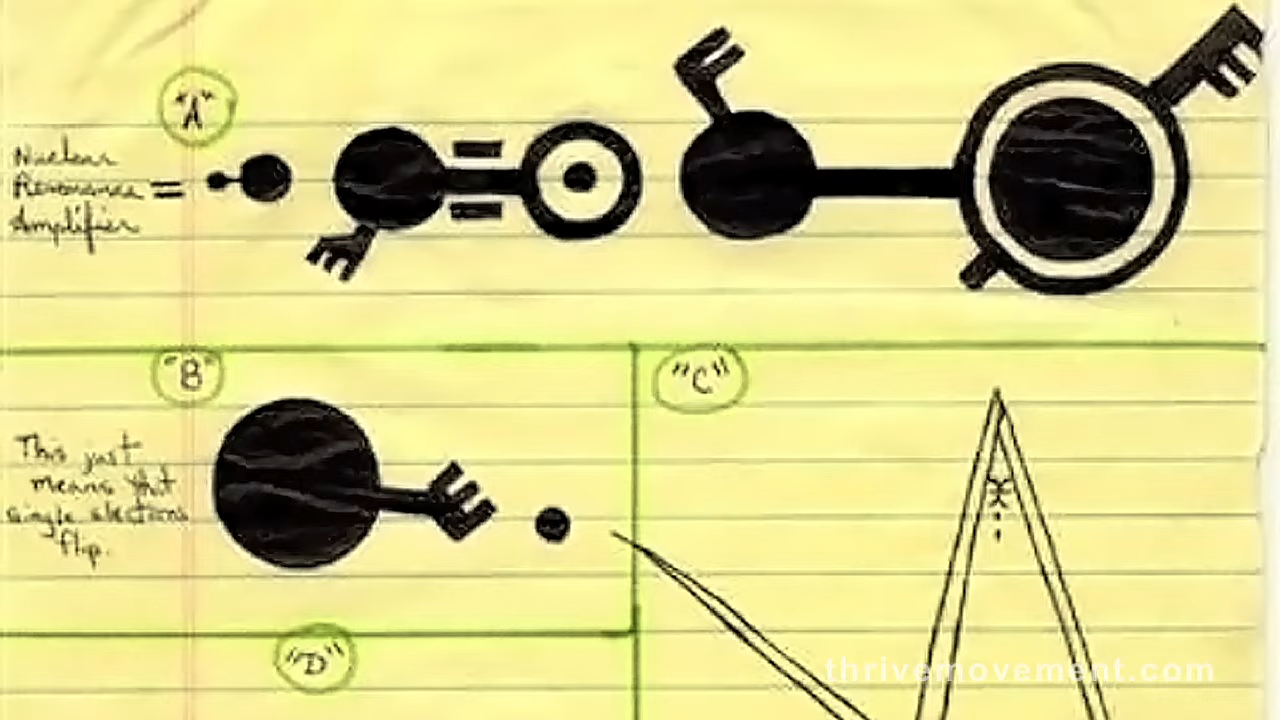 "A"
Nuclear
Resonance =
Amplifier
"B"
"C"
This just
means that
single electrons
flip.
"D"
thrivemovement.com